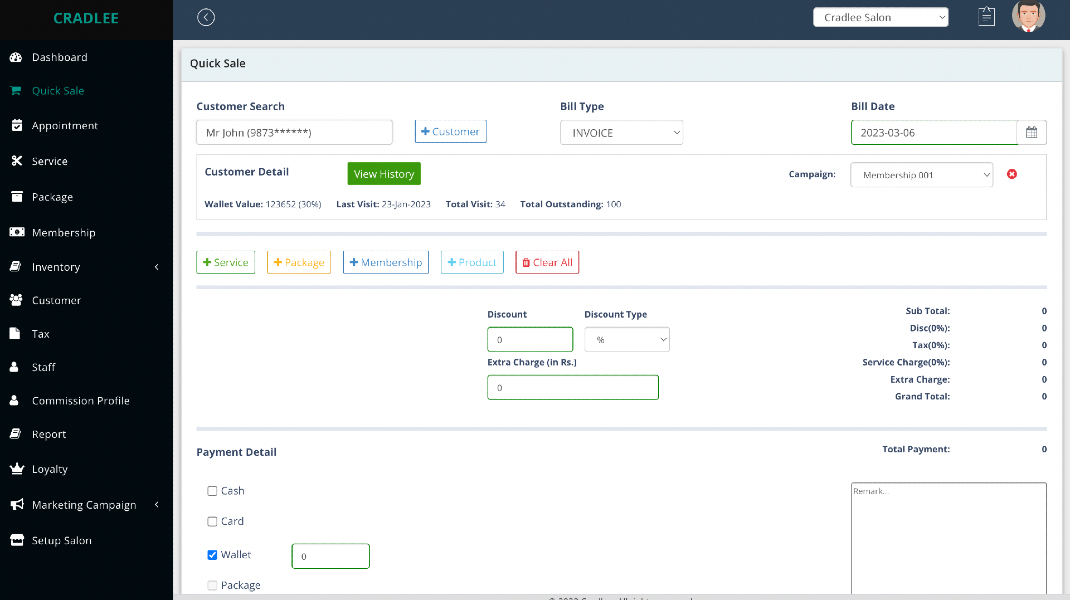 CRADLEE
Cradlee Salon
Dashboard
Quick Sale
Appointment
Service
Package
Membership
Inventory
Customer
Tax
Staff
Commission Profile
Report
Loyalty
Marketing Campaign
Setup Salon
Quick Sale
Customer Search
Bill Type
Bill Date
Mr John (9873******)
+ Customer
INVOICE
2023-03-06
Customer Detail
View History
Campaign:
Membership 001
Wallet Value: 123652 (30%) Last Visit: 23-Jan-2023 Total Visit: 34 Total Outstanding: 100
+ Service
+ Package
+ Membership
+ Product
Clear All
Discount
Discount Type
0
%
Extra Charge (in Rs.)
0
Sub Total: 0
Disc(0%): 0
Tax(0%): 0
Service Charge(0%): 0
Extra Charge: 0
Grand Total: 0
Payment Detail
Total Payment: 0
Cash
Card
Wallet
0
Package
Remark...